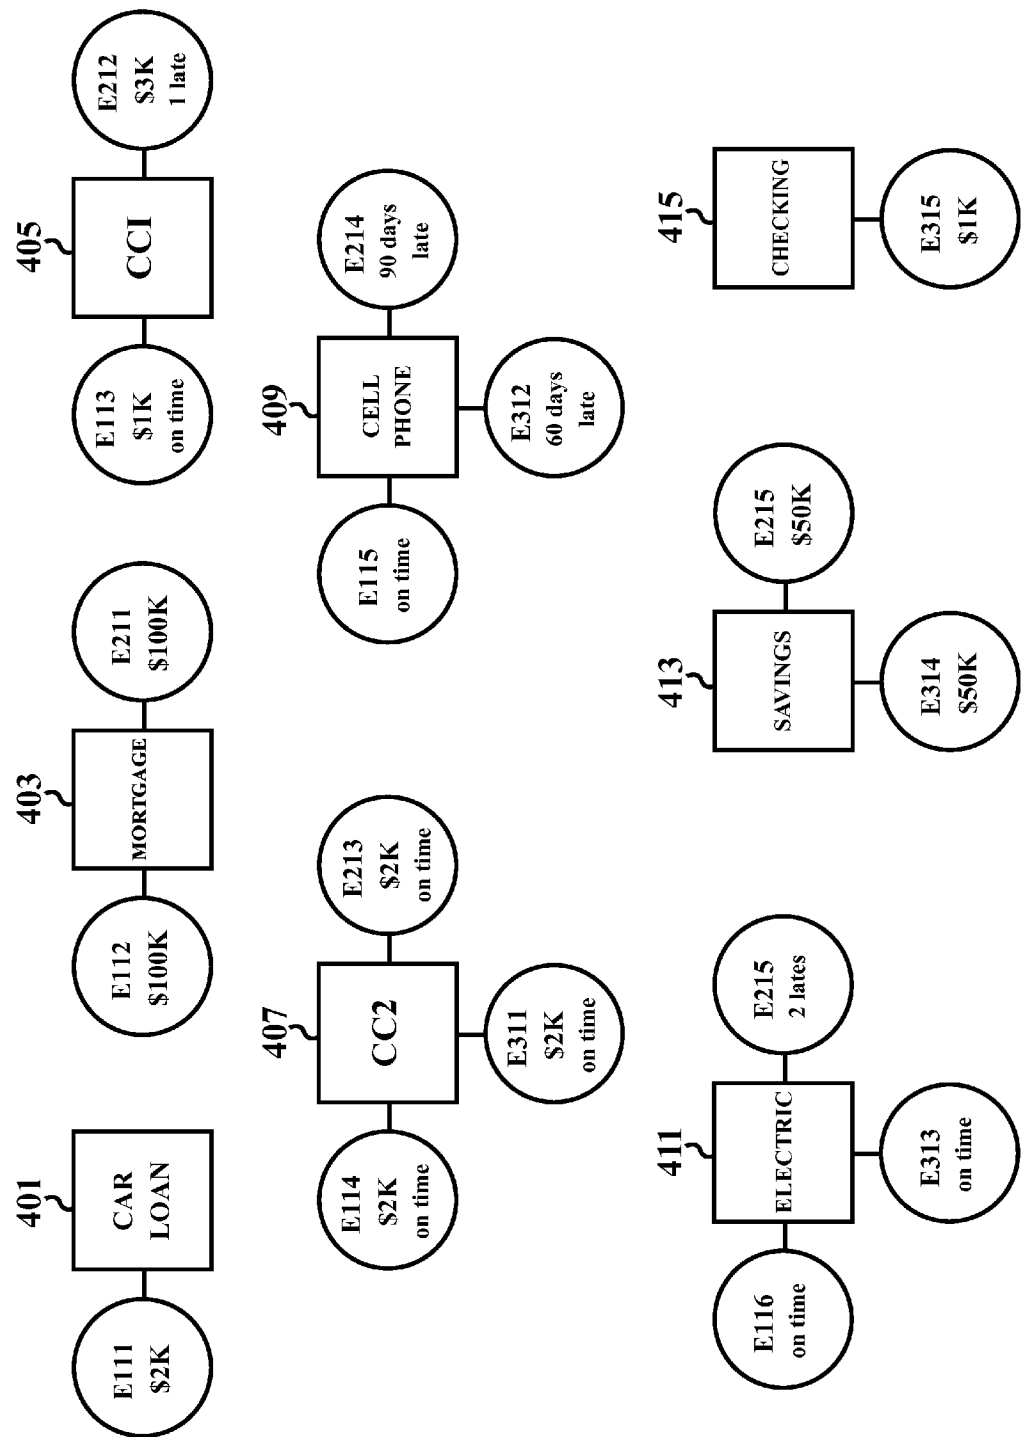 401
CAR
LOAN
E111
$2K
403
MORTGAGE
E112
$100K
E211
$100K
405
CCI
E113
$1K
on time
E212
$3K
1 late
407
CC2
E114
$2K
on time
E213
$2K
on time
E311
$2K
on time
409
CELL
PHONE
E115
on time
E214
90 days
late
E312
60 days
late
411
ELECTRIC
E116
on time
E215
2 lates
E313
on time
413
SAVINGS
E215
$50K
E314
$50K
415
CHECKING
E315
$1K